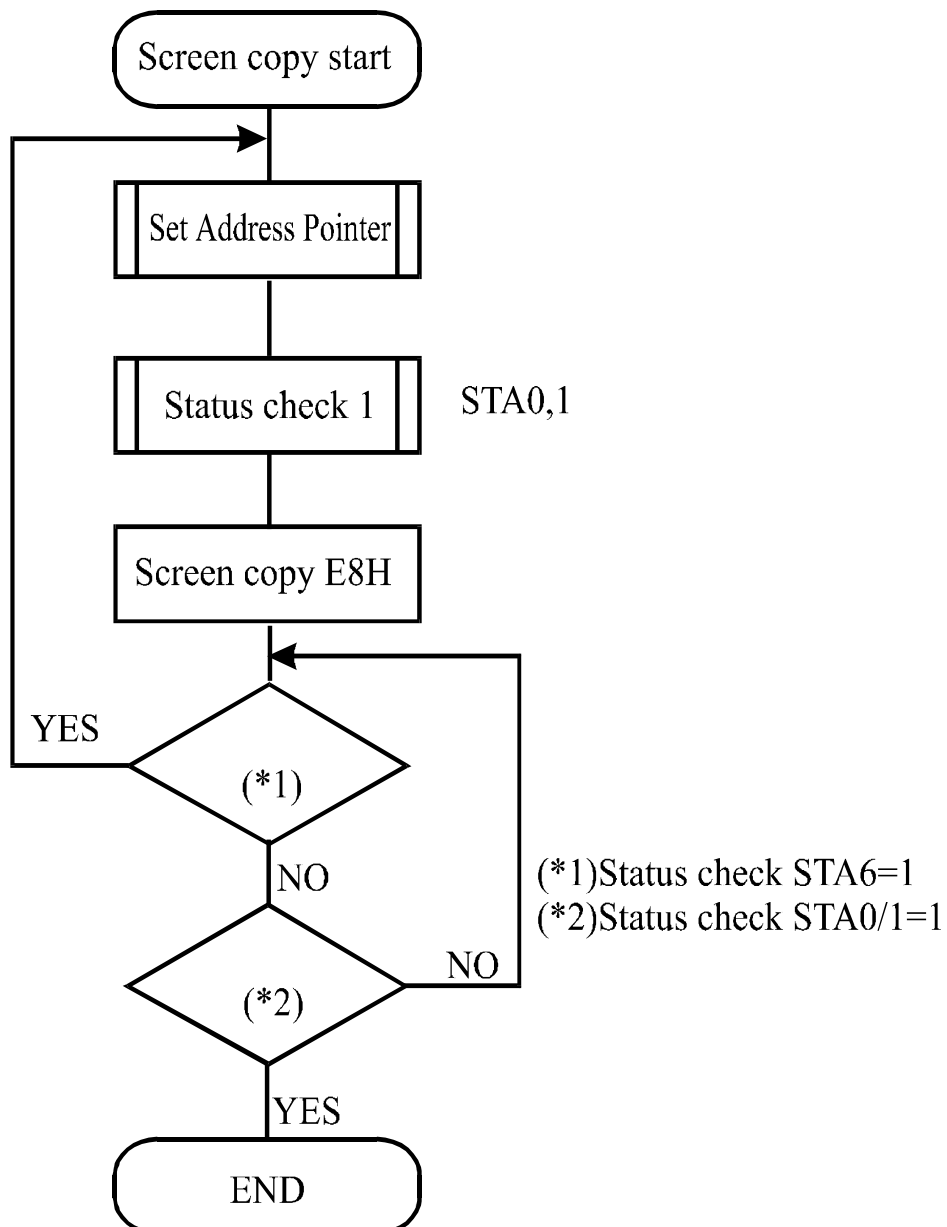 Screen copy start
Set Address Pointer
Status check 1
STA0,1
Screen copy E8H
YES
(*1)
NO
(*1)Status check STA6=1
(*2)Status check STA0/1=1
NO
(*2)
YES
END